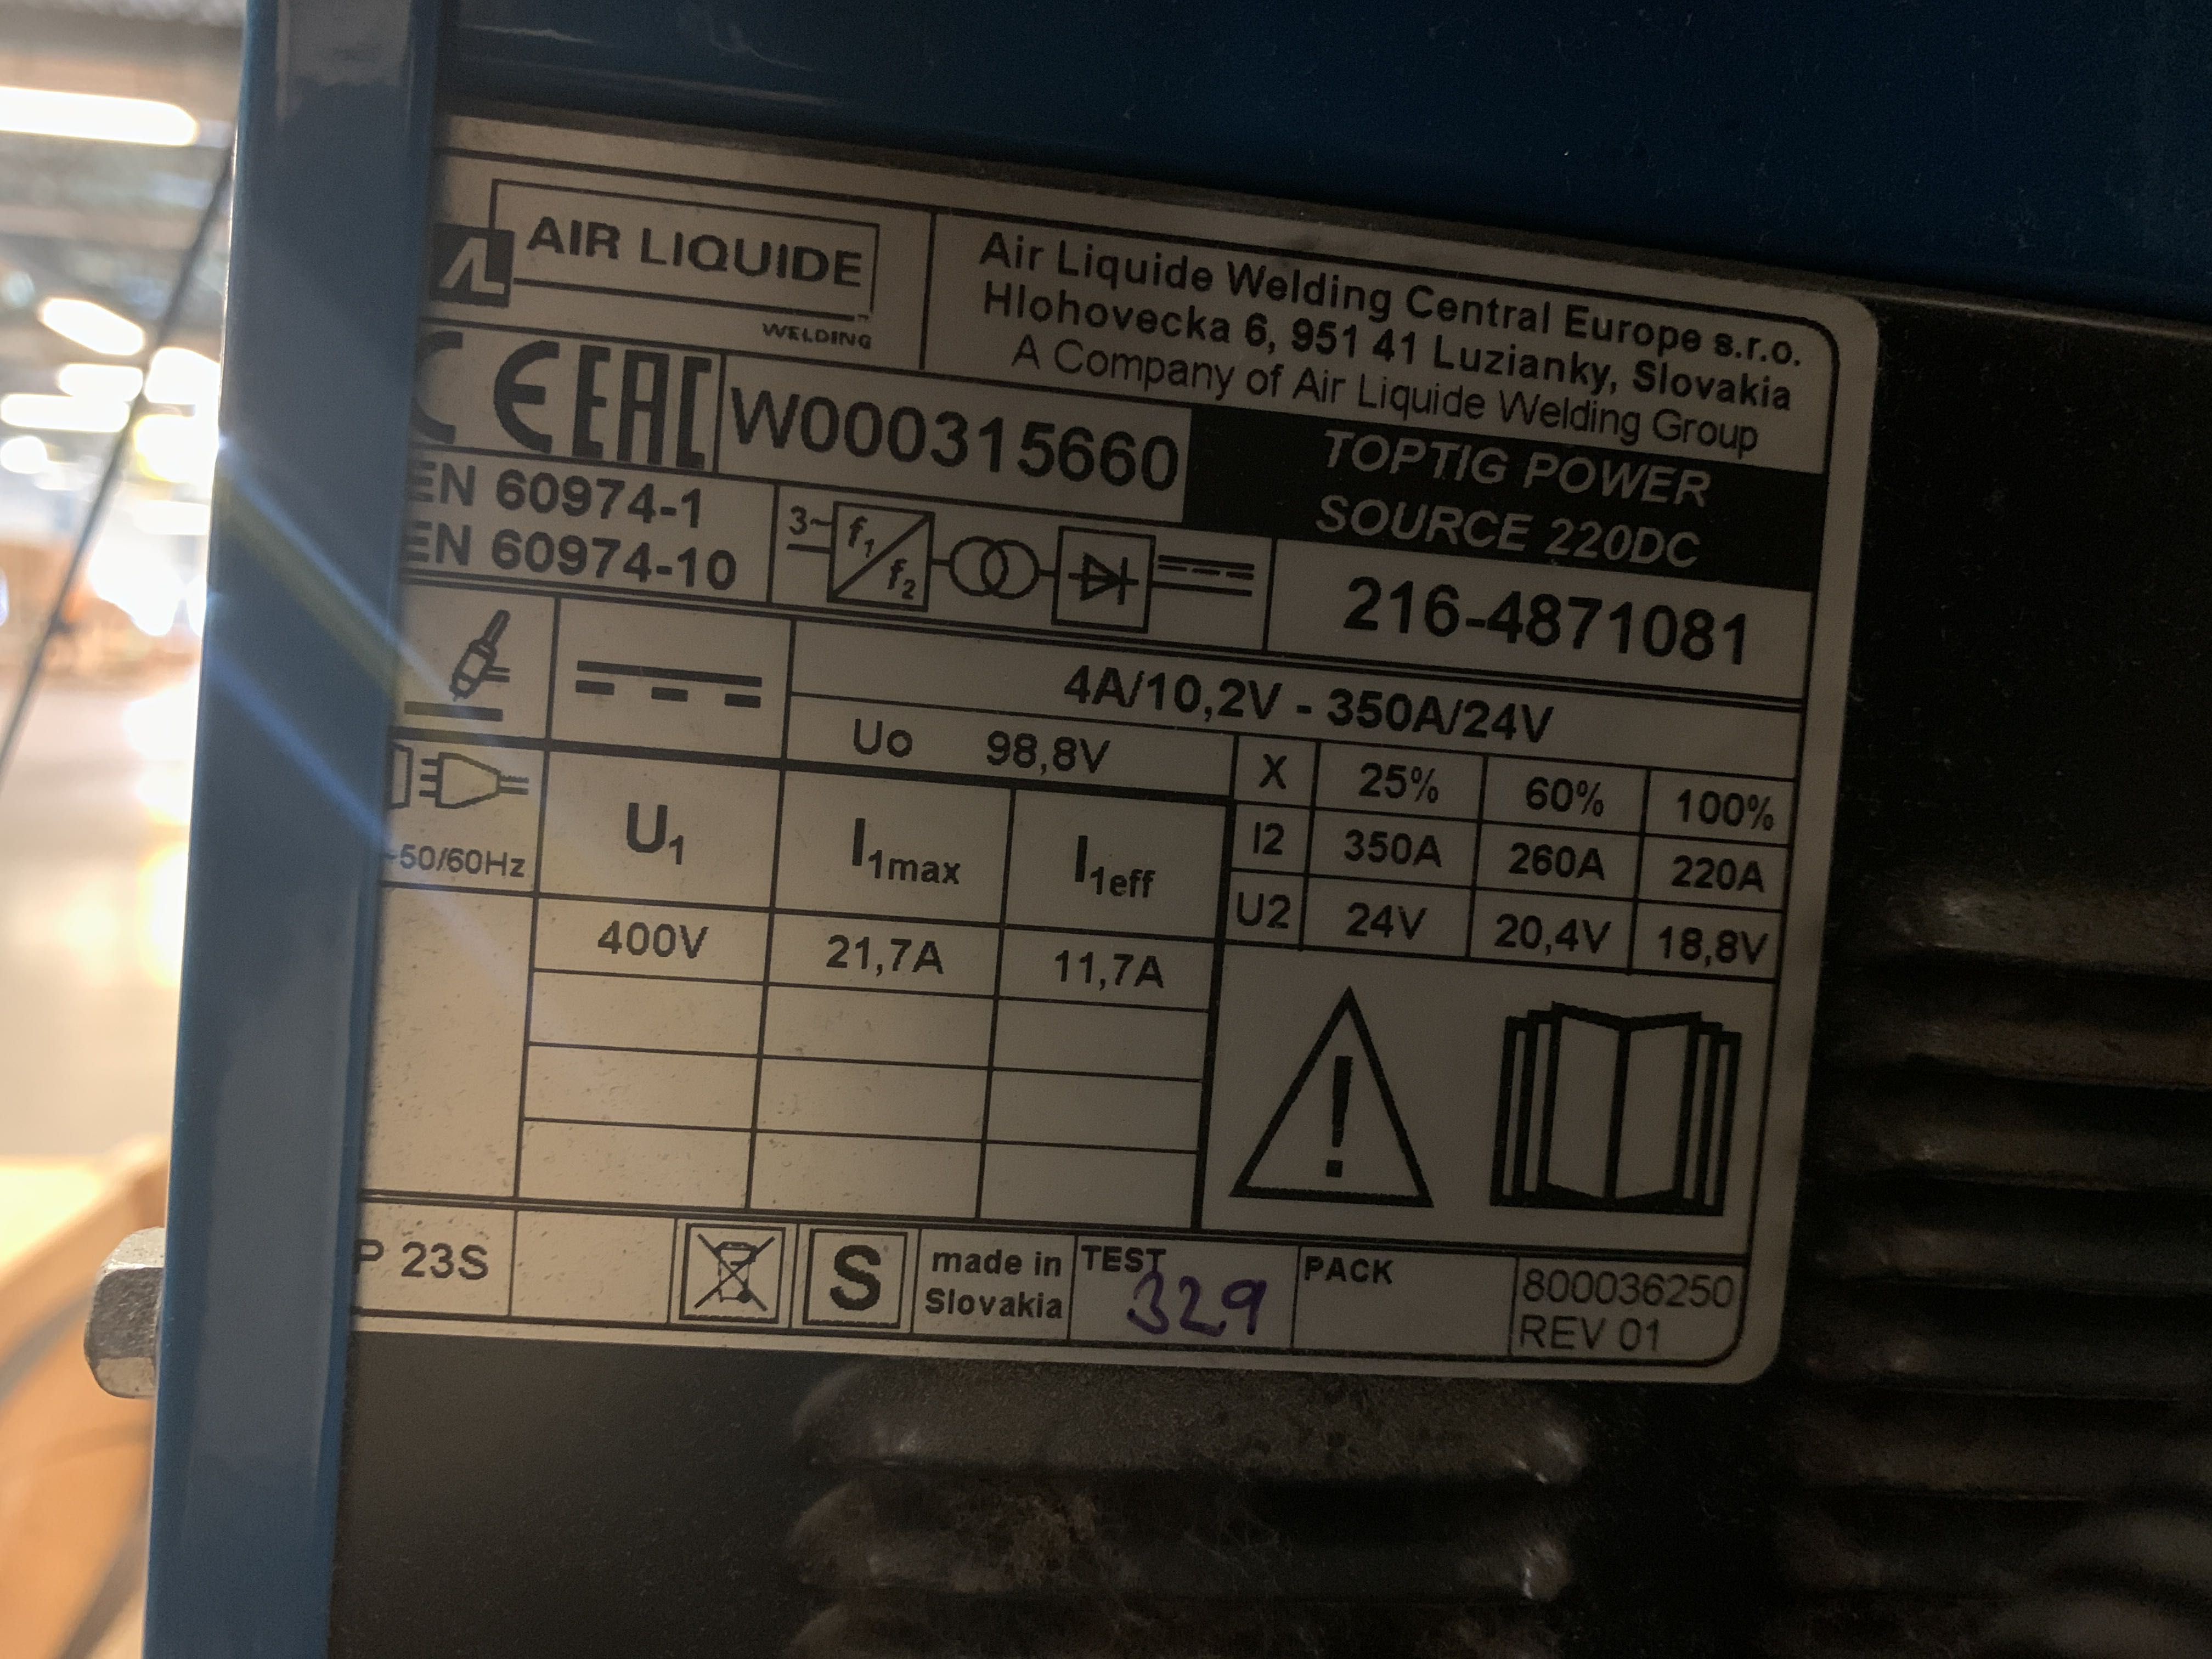 AIR LIQUIDE
WELDING
Air Liquide Welding Central Europe s.r.o.
Hlohovecka 6, 951 41 Luzianky, Slovakia
A Company of Air Liquide Welding Group
CE EAC
W000315660
TOPTIG POWER
SOURCE 220DC
EN 60974-1
EN 60974-10
3~ f1 f2
216-4871081
4A/10,2V - 350A/24V
Uo 98,8V
X 25% 60% 100%
I2 350A 260A 220A
U2 24V 20,4V 18,8V
~50/60Hz
U1 I1max I1eff
400V 21,7A 11,7A
P 23S
S
made in
Slovakia
TEST
329
PACK
800036250
REV 01